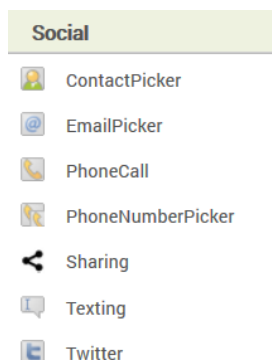 Social
ContactPicker
EmailPicker
PhoneCall
PhoneNumberPicker
Sharing
Texting
Twitter